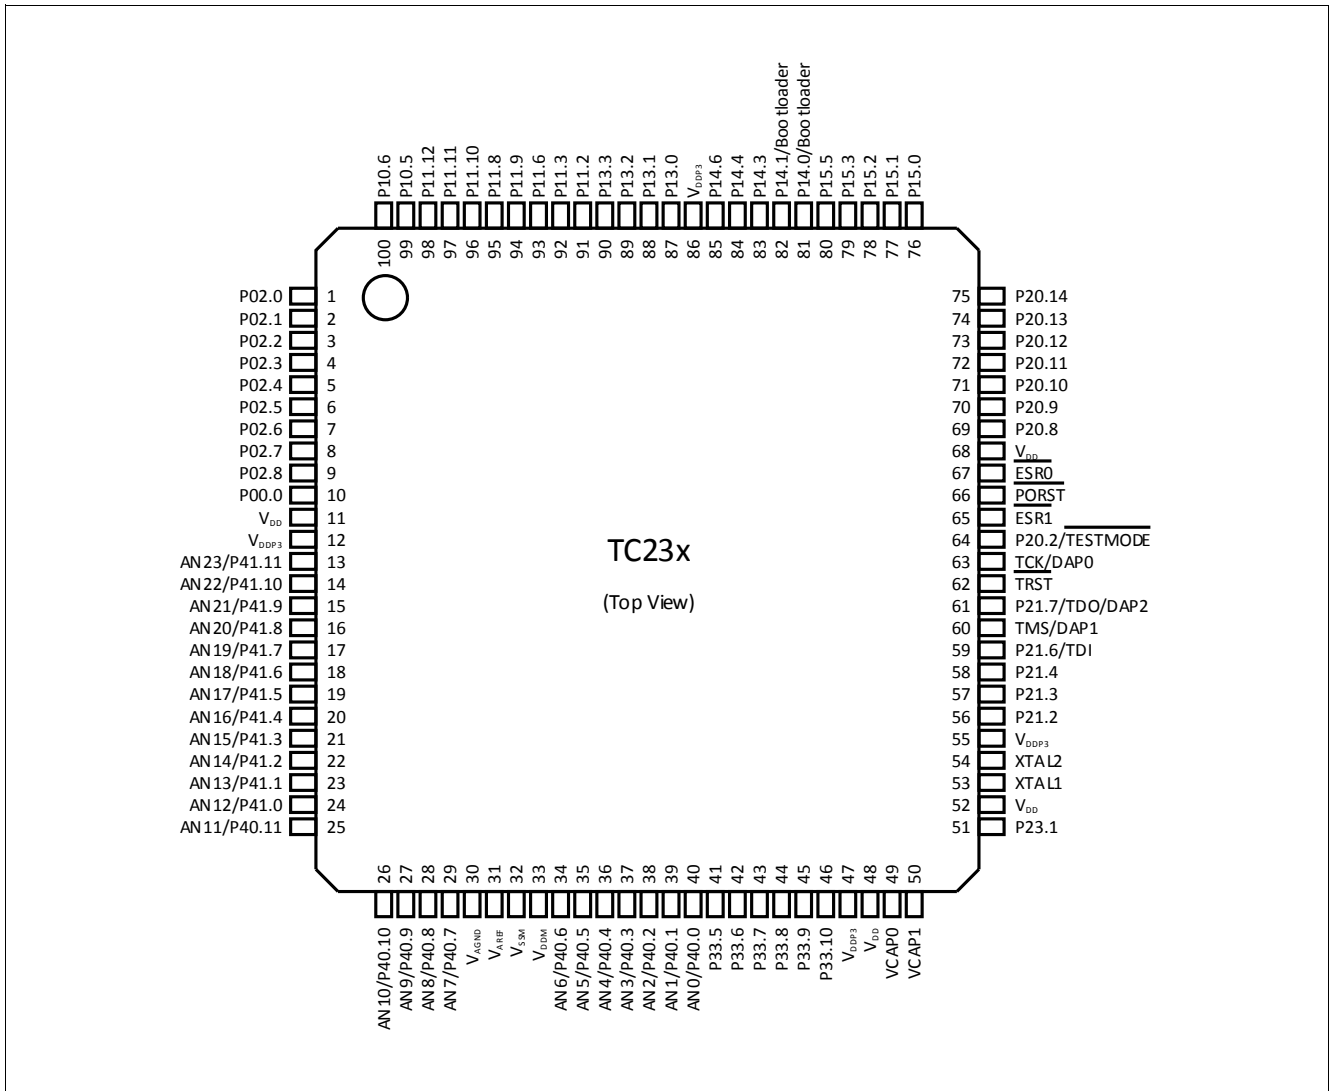 P10.6 P10.5 P11.12 P11.11 P11.10 P11.8 P11.9 P11.6 P11.3 P11.2 P13.3 P13.2 P13.1 P13.0 VDDP3 P14.6 P14.4 P14.3 P14.1/Bootloader P14.0/Bootloader P15.5 P15.3 P15.2 P15.1 P15.0
100 99 98 97 96 95 94 93 92 91 90 89 88 87 86 85 84 83 82 81 80 79 78 77 76
P02.0 1 75 P20.14
P02.1 2 74 P20.13
P02.2 3 73 P20.12
P02.3 4 72 P20.11
P02.4 5 71 P20.10
P02.5 6 70 P20.9
P02.6 7 69 P20.8
P02.7 8 68 VDD
P02.8 9 67 ESR0
P00.0 10 66 PORST
VDD 11 65 ESR1
VDDP3 12 64 P20.2/TESTMODE
AN23/P41.11 13 63 TCK/DAP0
AN22/P41.10 14 62 TRST
AN21/P41.9 15 61 P21.7/TDO/DAP2
AN20/P41.8 16 60 TMS/DAP1
AN19/P41.7 17 59 P21.6/TDI
AN18/P41.6 18 58 P21.4
AN17/P41.5 19 57 P21.3
AN16/P41.4 20 56 P21.2
AN15/P41.3 21 55 VDDP3
AN14/P41.2 22 54 XTAL2
AN13/P41.1 23 53 XTAL1
AN12/P41.0 24 52 VDD
AN11/P40.11 25 51 P23.1
TC23x
(Top View)
26 27 28 29 30 31 32 33 34 35 36 37 38 39 40 41 42 43 44 45 46 47 48 49 50
AN10/P40.10 AN9/P40.9 AN8/P40.8 AN7/P40.7 VAGND VAREF VSSM VDDM AN6/P40.6 AN5/P40.5 AN4/P40.4 AN3/P40.3 AN2/P40.2 AN1/P40.1 AN0/P40.0 P33.5 P33.6 P33.7 P33.8 P33.9 P33.10 VDDP3 VDD VCAP0 VCAP1